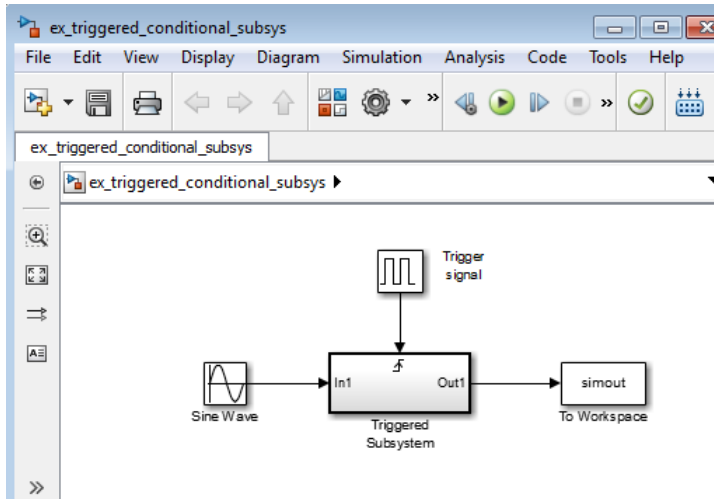 ex_triggered_conditional_subsys
File Edit View Display Diagram Simulation Analysis Code Tools Help
ex_triggered_conditional_subsys
ex_triggered_conditional_subsys
Trigger
signal
In1
Out1
simout
Sine Wave
Triggered
Subsystem
To Workspace